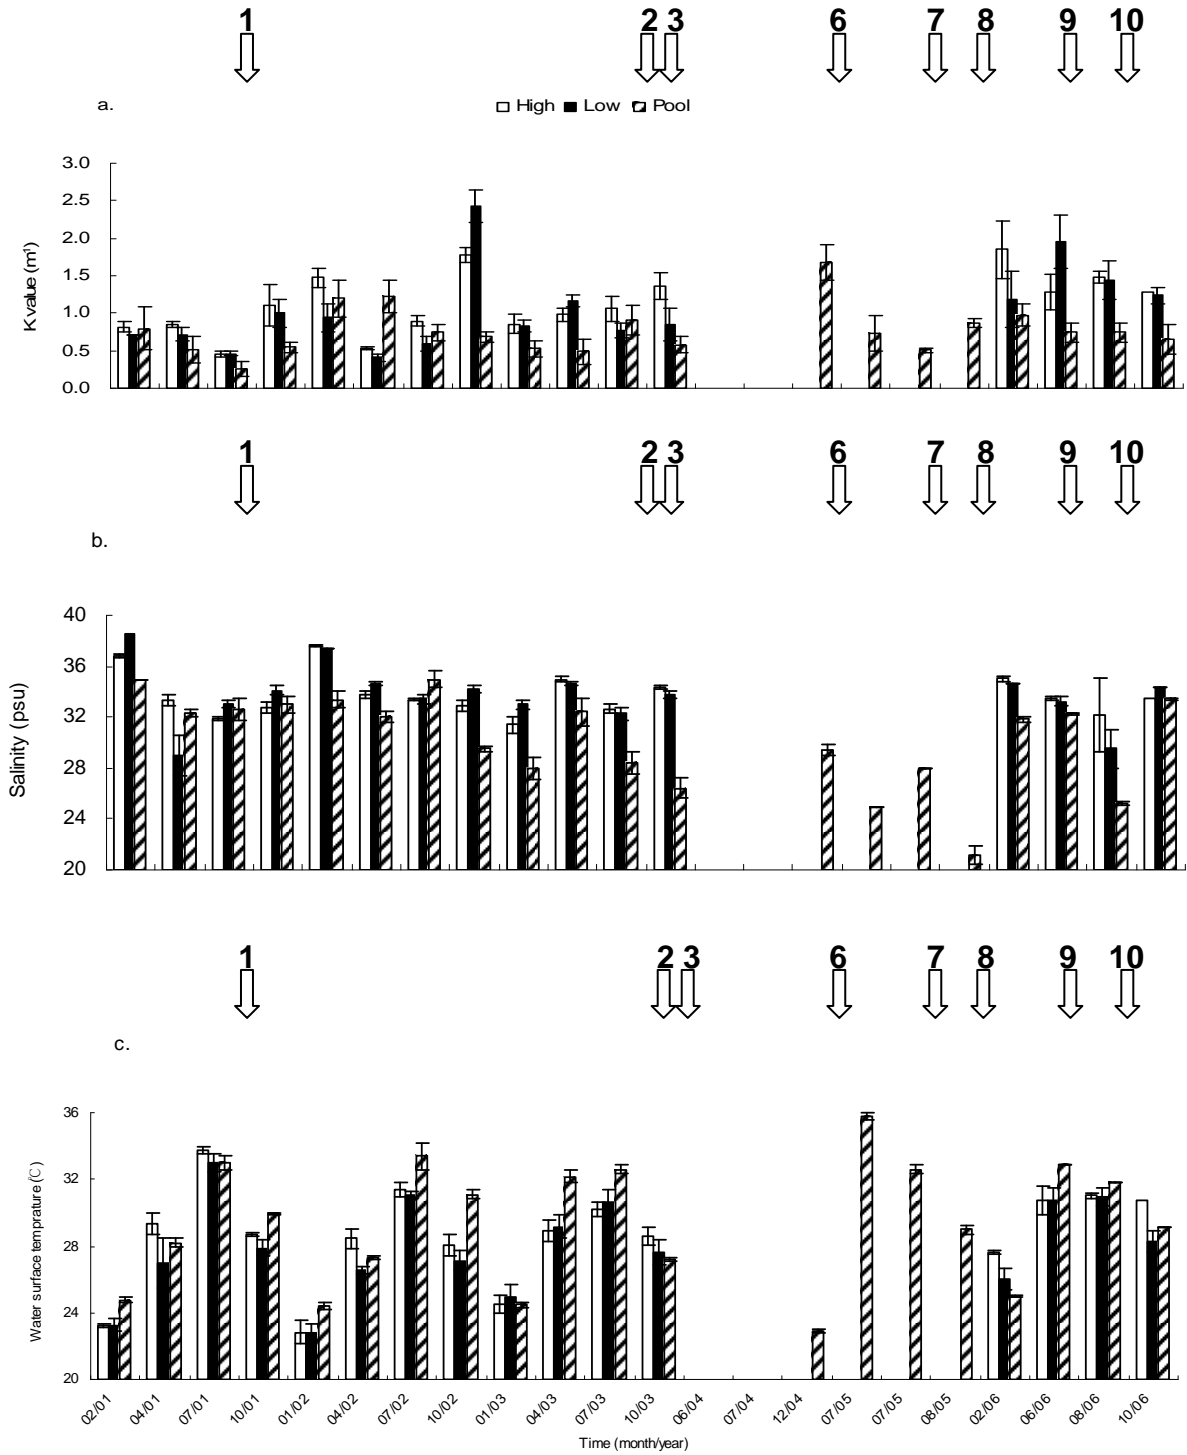 1 2 3 6 7 8 9 10
a.
High Low Pool
3.0
2.5
2.0
1.5
1.0
0.5
0.0
K value (m¹)
1 2 3 6 7 8 9 10
b.
40
36
32
28
24
20
Salinity (psu)
1 2 3 6 7 8 9 10
c.
36
32
28
24
20
Water surface temprature (℃)
02/01 04/01 07/01 10/01 01/02 04/02 07/02 10/02 01/03 04/03 07/03 10/03 06/04 07/04 12/04 07/05 07/05 08/05 02/06 06/06 08/06 10/06
Time (month/year)